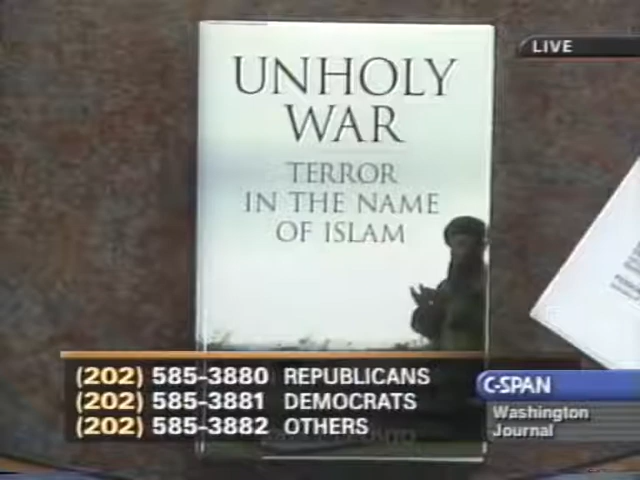 LIVE
UNHOLY
WAR
TERROR
IN THE NAME
OF ISLAM
(202) 585-3880 REPUBLICANS
(202) 585-3881 DEMOCRATS
(202) 585-3882 OTHERS
C-SPAN
Washington
Journal